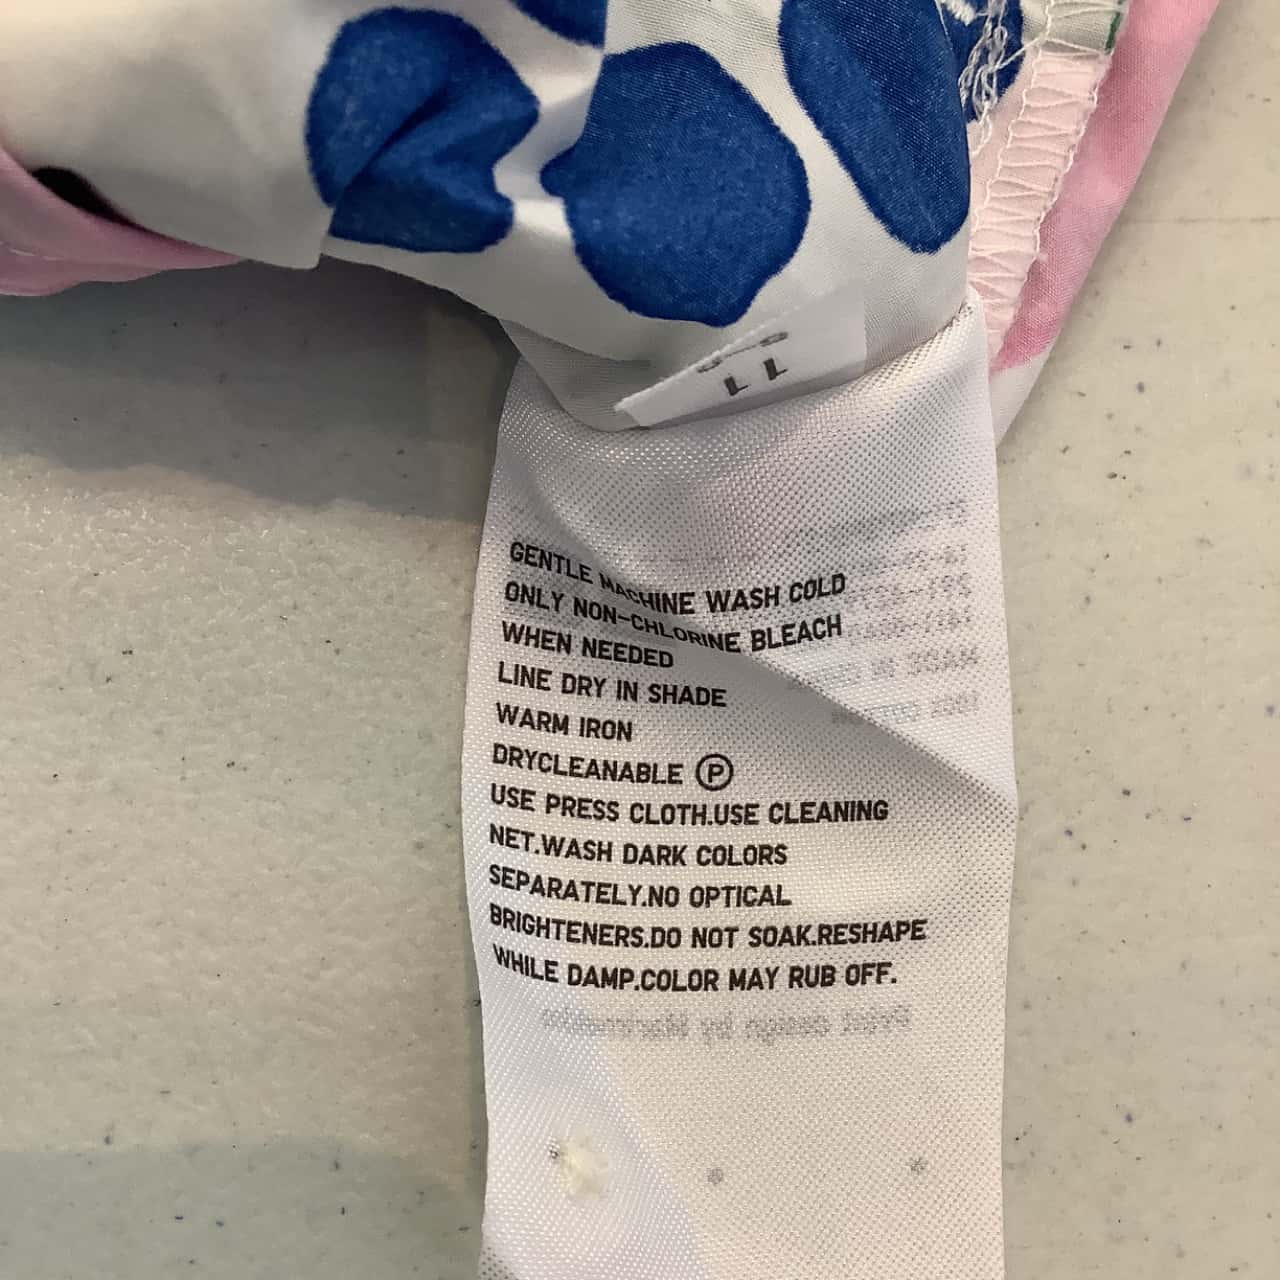 GENTLE MACHINE WASH COLD
ONLY NON-CHLORINE BLEACH
WHEN NEEDED
LINE DRY IN SHADE
WARM IRON
DRYCLEANABLE Ⓟ
USE PRESS CLOTH.USE CLEANING
NET.WASH DARK COLORS
SEPARATELY.NO OPTICAL
BRIGHTENERS.DO NOT SOAK.RESHAPE
WHILE DAMP.COLOR MAY RUB OFF.